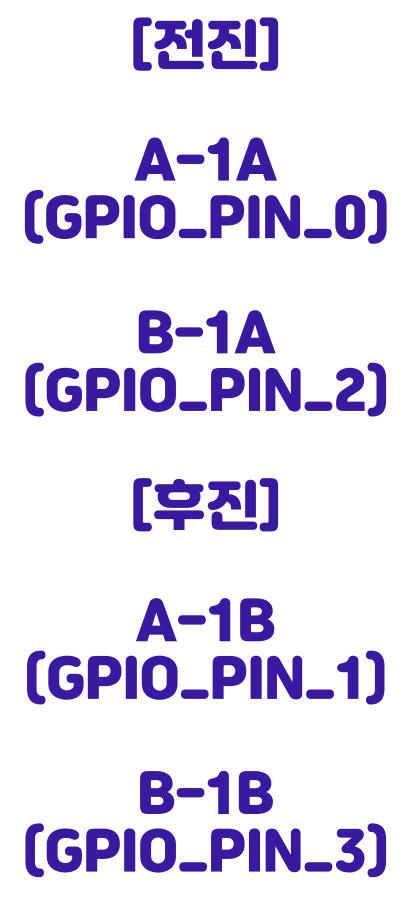 [전진]
A-1A
(GPIO_PIN_0)
B-1A
(GPIO_PIN_2)
[후진]
A-1B
(GPIO_PIN_1)
B-1B
(GPIO_PIN_3)